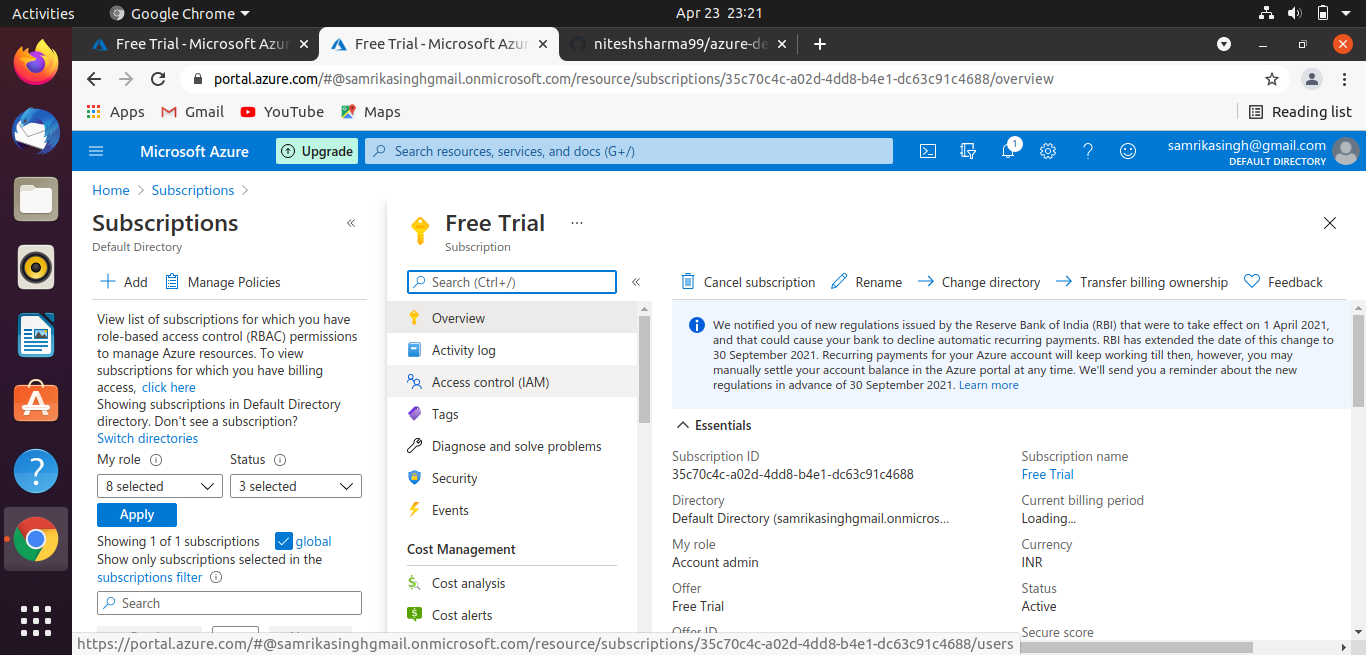 Activities
Google Chrome
Apr 23 23:21
Free Trial - Microsoft Azur
Free Trial - Microsoft Azur
niteshsharma99/azure-de
portal.azure.com/#@samrikasinghgmail.onmicrosoft.com/resource/subscriptions/35c70c4c-a02d-4dd8-b4e1-dc63c91c4688/overview
Apps
Gmail
YouTube
Maps
Reading list
Microsoft Azure
Upgrade
Search resources, services, and docs (G+/)
1
samrikasingh@gmail.com
DEFAULT DIRECTORY
Home > Subscriptions >
Subscriptions
Default Directory
Add
Manage Policies
View list of subscriptions for which you have
role-based access control (RBAC) permissions
to manage Azure resources. To view
subscriptions for which you have billing
access, click here
Showing subscriptions in Default Directory
directory. Don't see a subscription?
Switch directories
My role
Status
8 selected
3 selected
Apply
Showing 1 of 1 subscriptions
global
Show only subscriptions selected in the
subscriptions filter
Search
Free Trial
...
Subscription
Search (Ctrl+/)
Overview
Activity log
Access control (IAM)
Tags
Diagnose and solve problems
Security
Events
Cost Management
Cost analysis
Cost alerts
Cancel subscription
Rename
Change directory
Transfer billing ownership
Feedback
We notified you of new regulations issued by the Reserve Bank of India (RBI) that were to take effect on 1 April 2021,
and that could cause your bank to decline automatic recurring payments. RBI has extended the date of this change to
30 September 2021. Recurring payments for your Azure account will keep working till then, however, you may
manually settle your account balance in the Azure portal at any time. We'll send you a reminder about the new
regulations in advance of 30 September 2021. Learn more
Essentials
Subscription ID
35c70c4c-a02d-4dd8-b4e1-dc63c91c4688
Directory
Default Directory (samrikasinghgmail.onmicros...
My role
Account admin
Offer
Free Trial
Offer ID
Subscription name
Free Trial
Current billing period
Loading...
Currency
INR
Status
Active
Secure score
https://portal.azure.com/#@samrikasinghgmail.onmicrosoft.com/resource/subscriptions/35c70c4c-a02d-4dd8-b4e1-dc63c91c4688/users